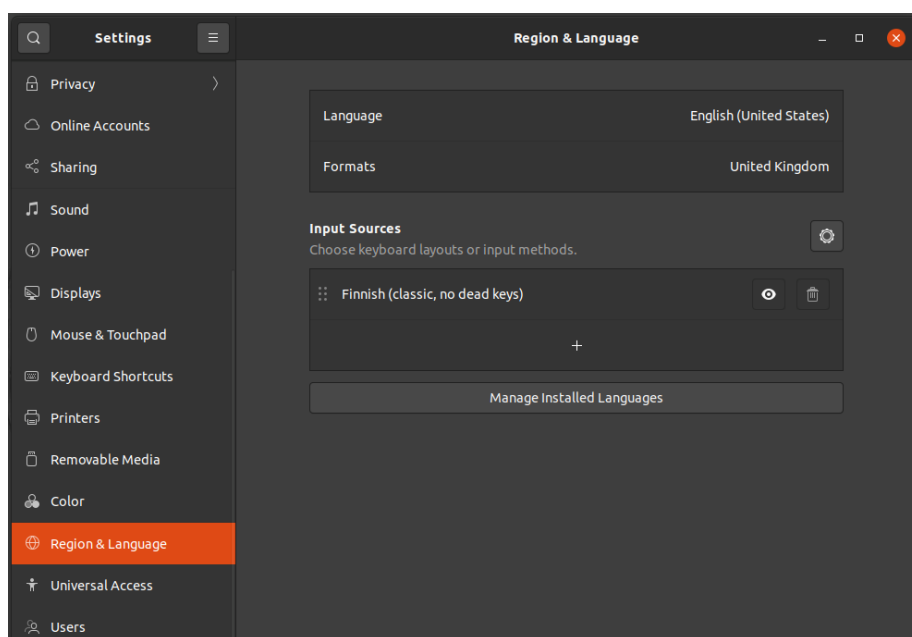 Settings
Region & Language
Privacy
Online Accounts
Sharing
Sound
Power
Displays
Mouse & Touchpad
Keyboard Shortcuts
Printers
Removable Media
Color
Region & Language
Universal Access
Users
Language English (United States)
Formats United Kingdom
Input Sources
Choose keyboard layouts or input methods.
Finnish (classic, no dead keys)
+
Manage Installed Languages